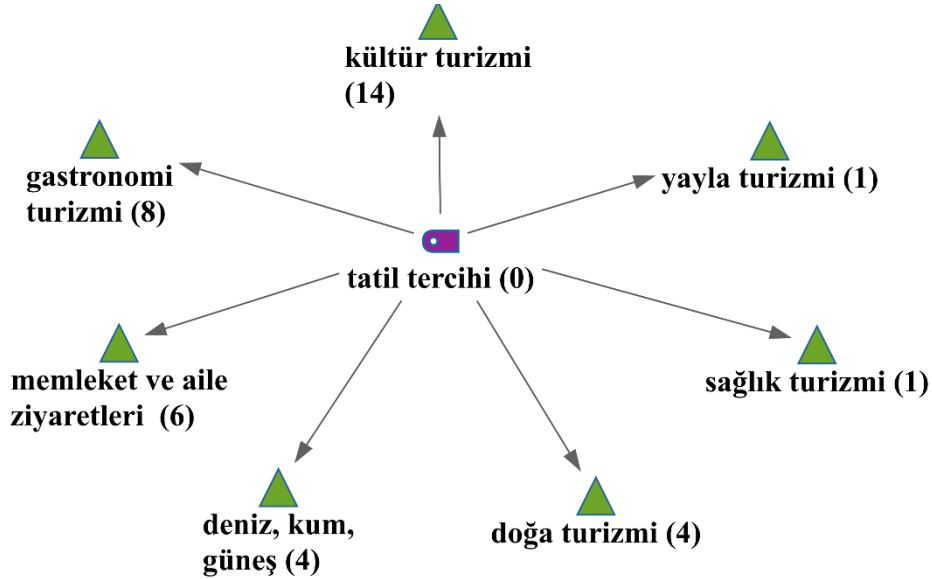 kültür turizmi
(14)
gastronomi
turizmi (8)
yayla turizmi (1)
tatil tercihi (0)
memleket ve aile
ziyaretleri (6)
sağlık turizmi (1)
deniz, kum,
güneş (4)
doğa turizmi (4)